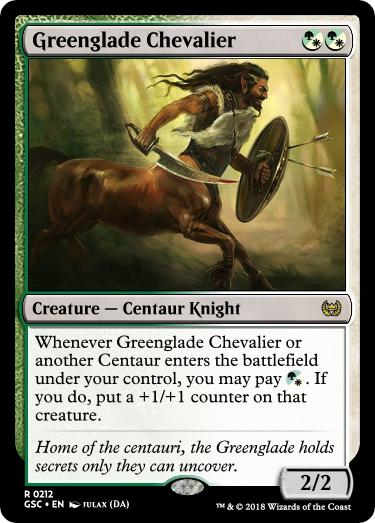 Greenglade Chevalier
Creature — Centaur Knight
Whenever Greenglade Chevalier or
another Centaur enters the battlefield
under your control, you may pay . If
you do, put a +1/+1 counter on that
creature.
Home of the centauri, the Greenglade holds
secrets only they can uncover.
2/2
R 0212
GSC • EN JULAX (DA)
™ & © 2018 Wizards of the Coast